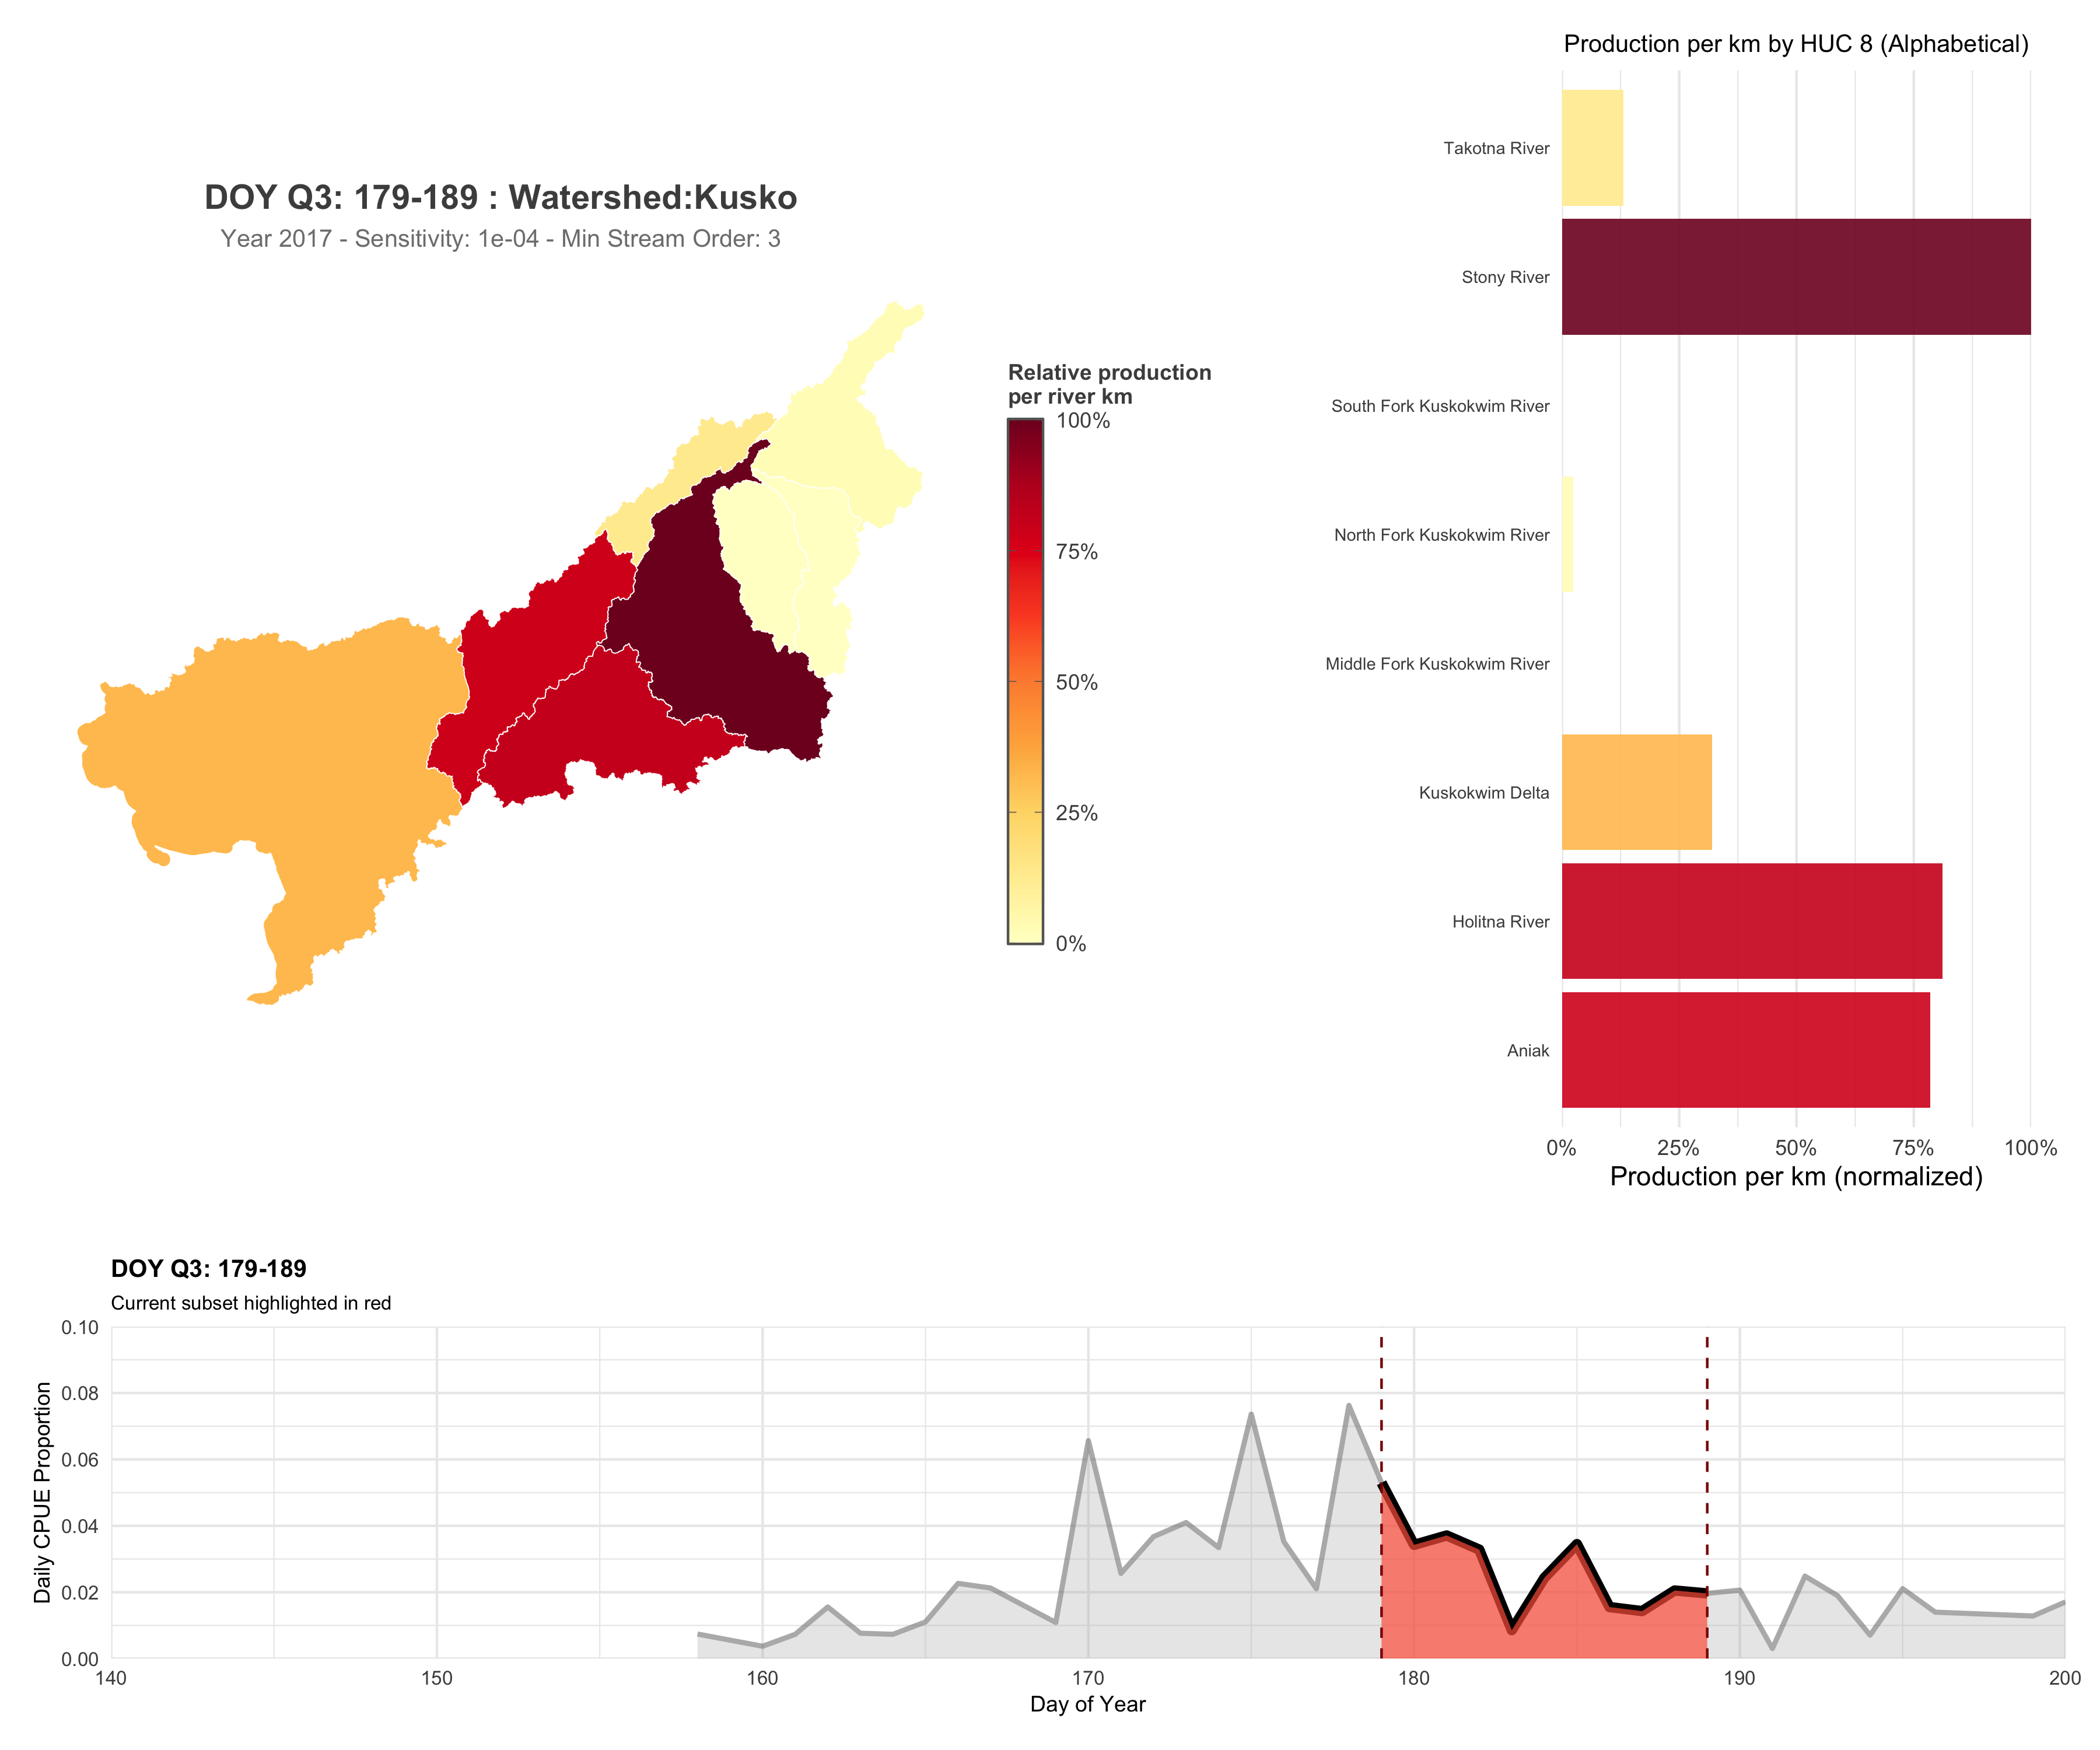 Production per km by HUC 8 (Alphabetical)
Takotna River
Stony River
South Fork Kuskokwim River
North Fork Kuskokwim River
Middle Fork Kuskokwim River
Kuskokwim Delta
Holitna River
Aniak
0%
25%
50%
75%
100%
Production per km (normalized)
DOY Q3: 179-189 : Watershed:Kusko
Year 2017 - Sensitivity: 1e-04 - Min Stream Order: 3
Relative production
per river km
100%
75%
50%
25%
0%
DOY Q3: 179-189
Current subset highlighted in red
Daily CPUE Proportion
0.10
0.08
0.06
0.04
0.02
0.00
140
150
160
170
180
190
200
Day of Year